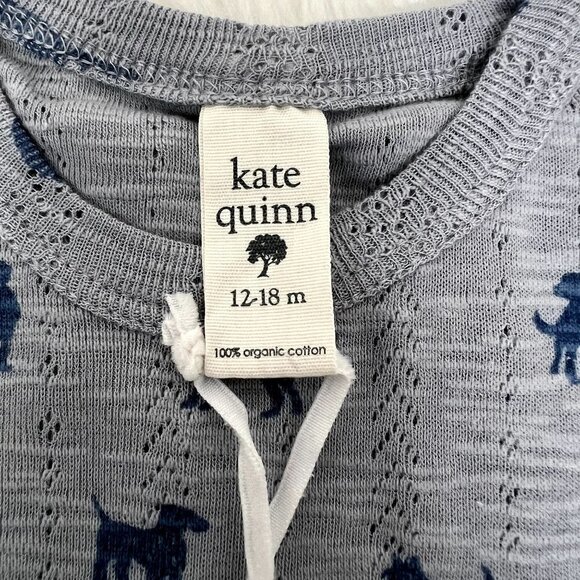 kate
quinn
12-18 m
100% organic cotton